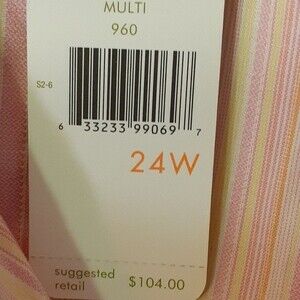 MULTI
960
S2-6
6 33233 99069 7
24W
suggested
retail $104.00